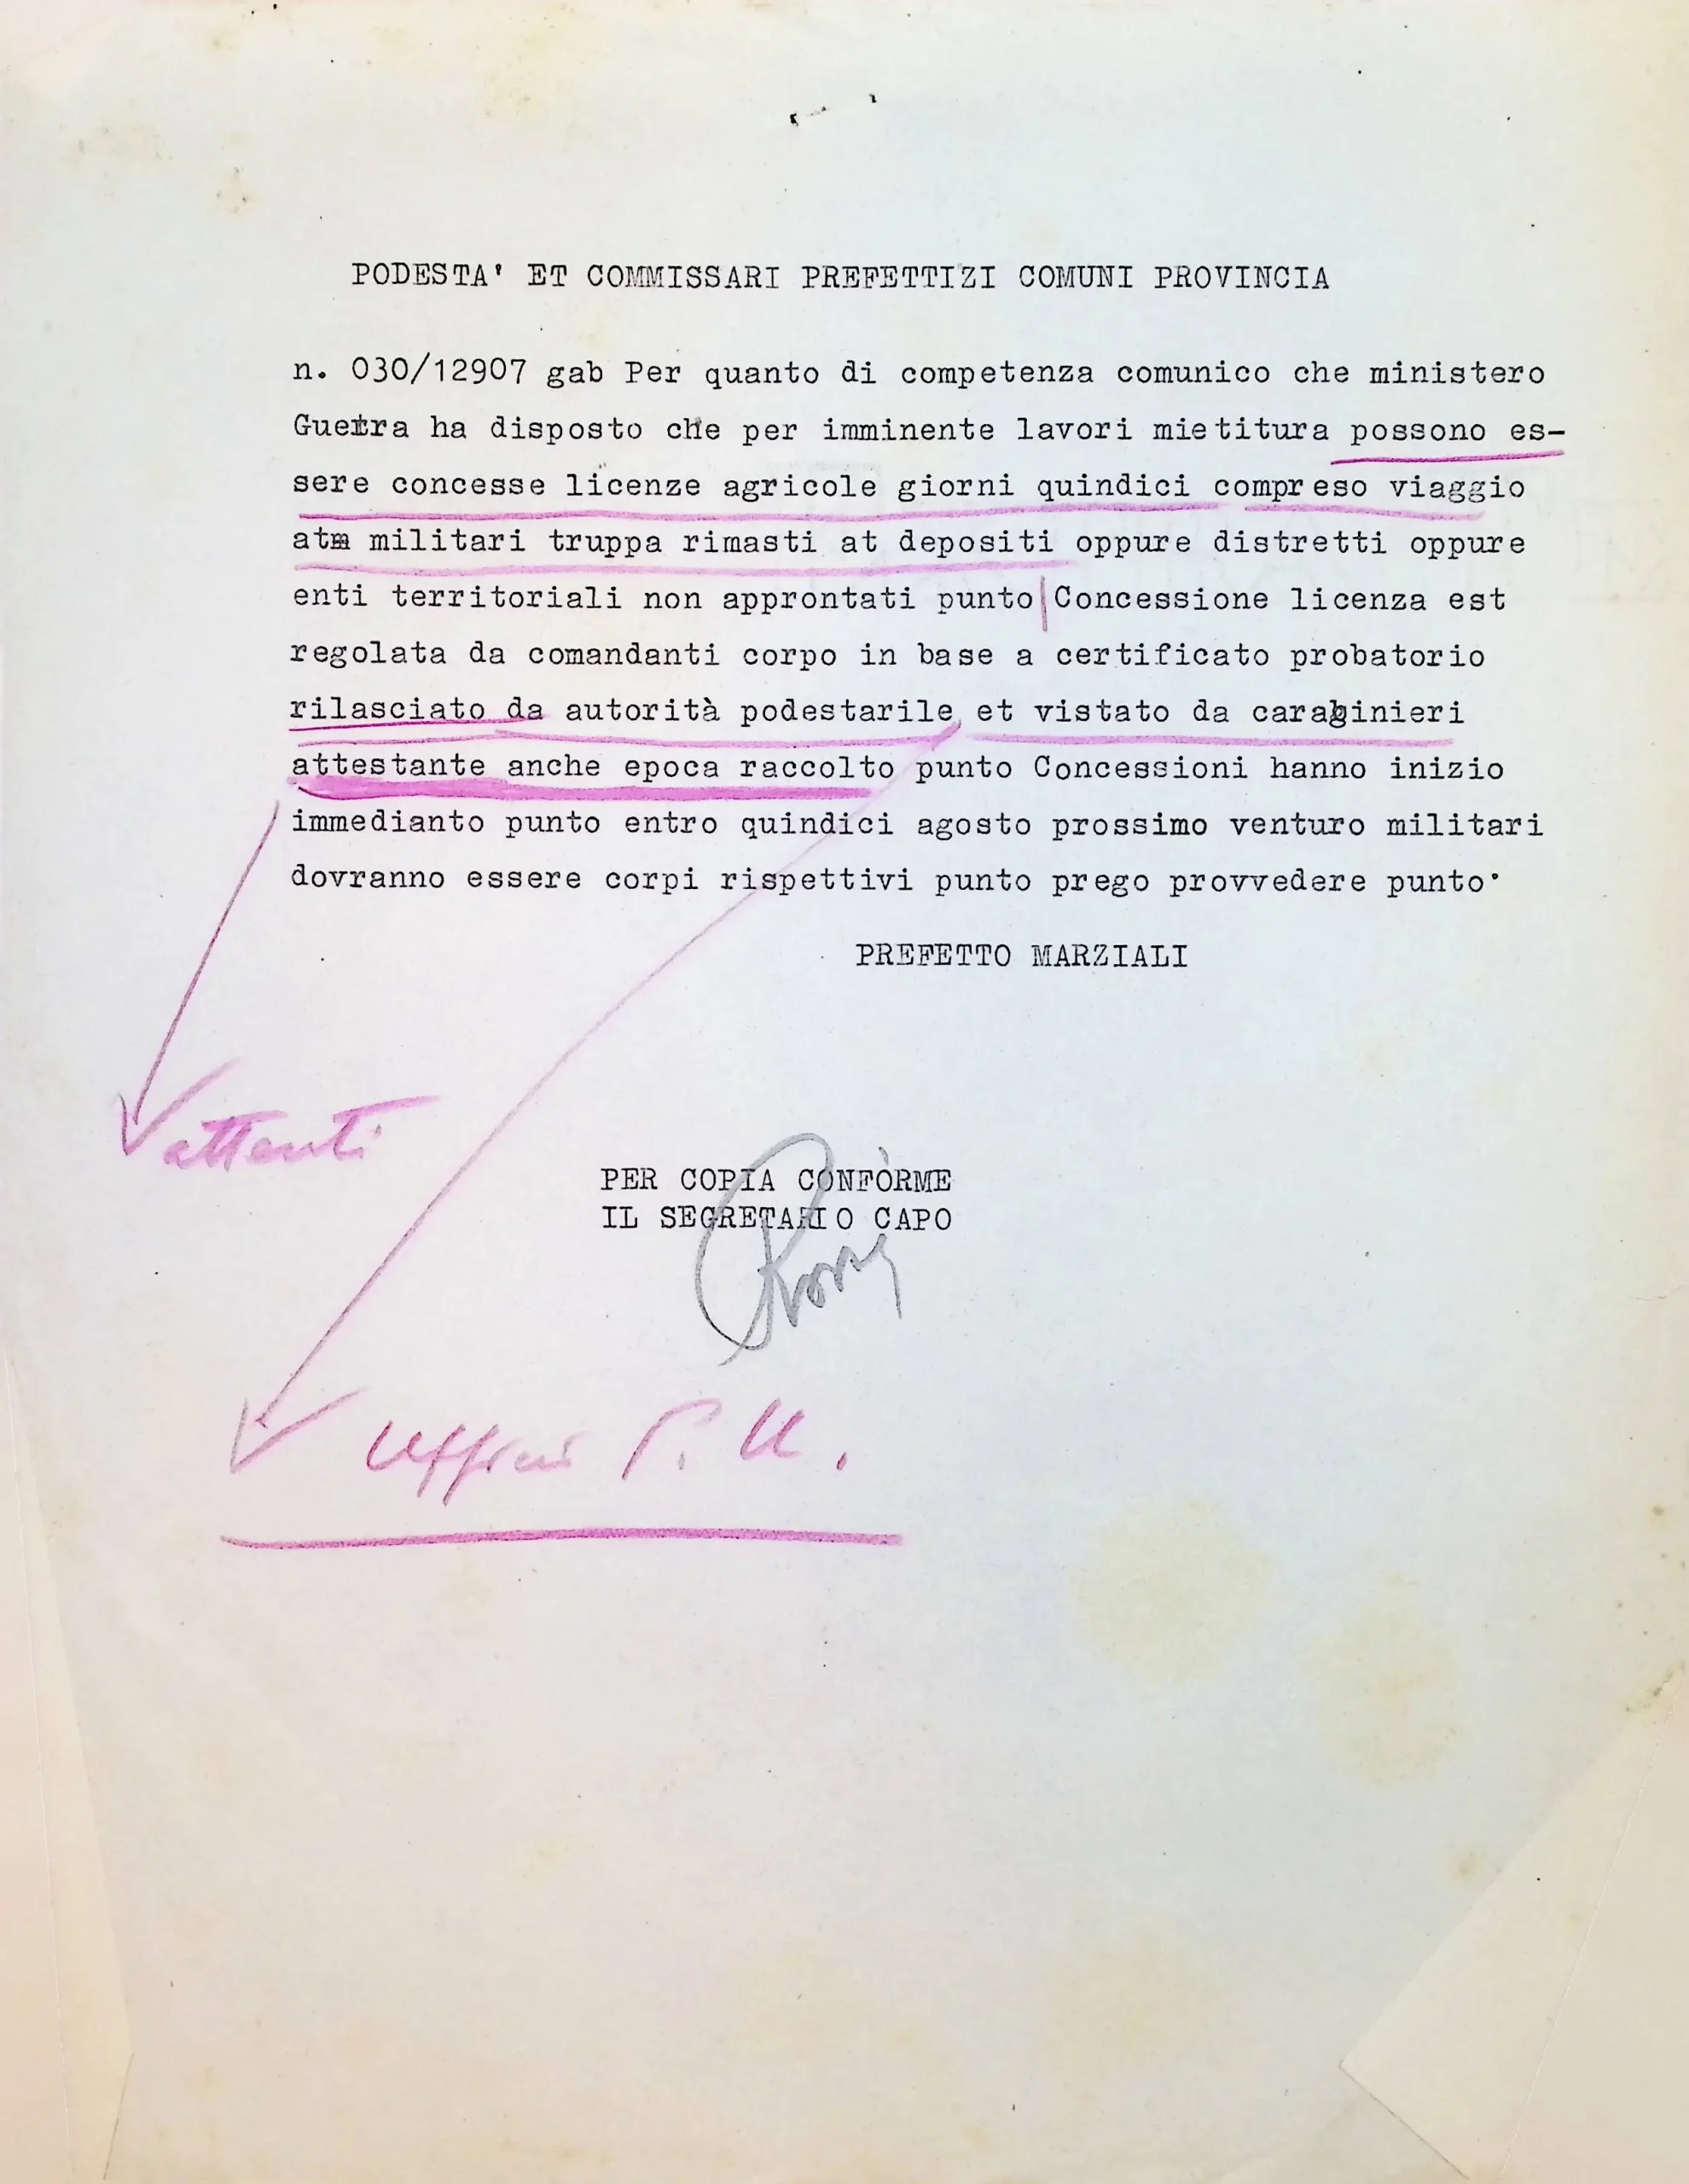 PODESTA' ET COMMISSARI PREFETTIZI COMUNI PROVINCIA
n. 030/12907 gab Per quanto di competenza comunico che ministero
Guerra ha disposto che per imminente lavori mietitura possono es-
sere concesse licenze agricole giorni quindici compreso viaggio
at militari truppa rimasti at depositi oppure distretti oppure
enti territoriali non approntati punto Concessione licenza est
regolata da comandanti corpo in base a certificato probatorio
rilasciato da autorità podestarile et vistato da carabinieri
attestante anche epoca raccolto punto Concessioni hanno inizio
immedianto punto entro quindici agosto prossimo venturo militari
dovranno essere corpi rispettivi punto prego provvedere punto.
PREFETTO MARZIALI
attenti
PER COPIA CONFORME
IL SEGRETARIO CAPO
P. U.